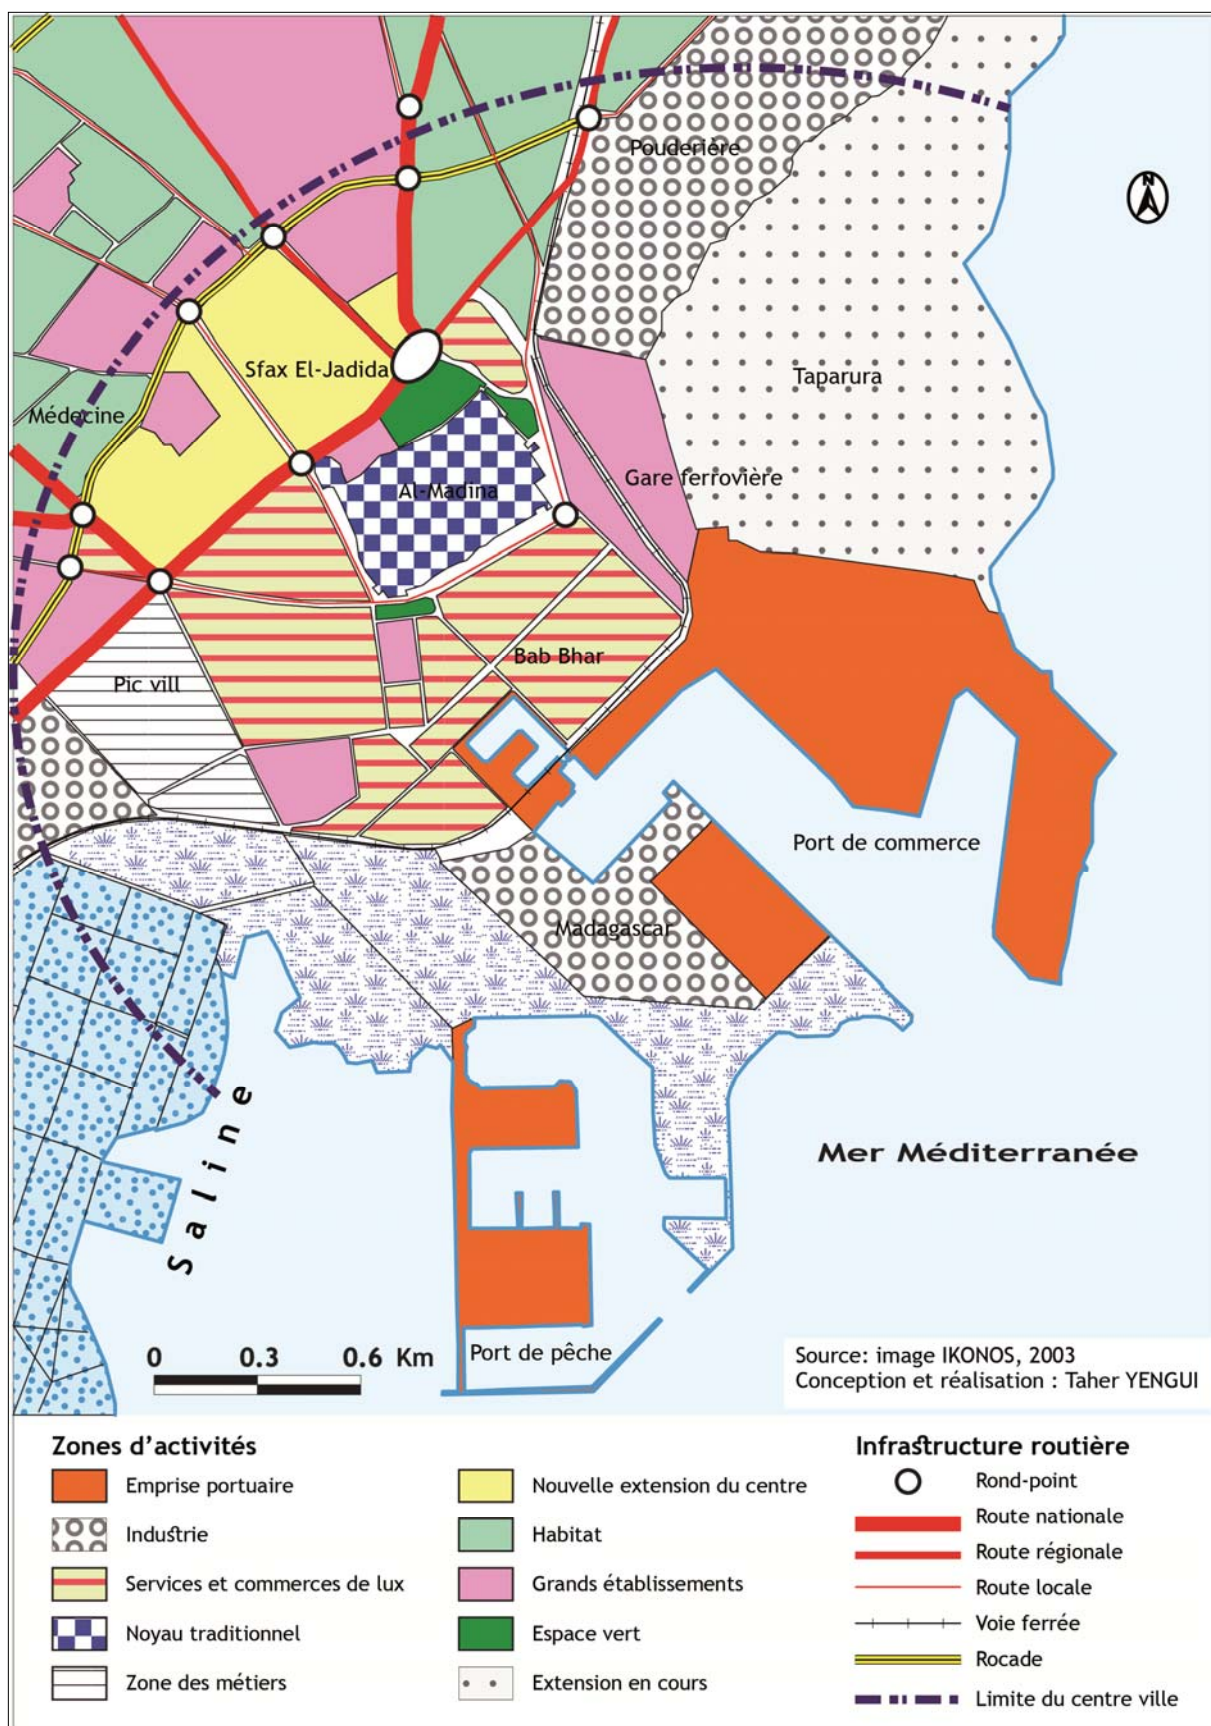 Pouderière
N
Sfax El-Jadida
Taparura
Médecine
Gare ferrovière
Al-Madina
Bab Bhar
Pic vill
Port de commerce
Madagascar
Saline
Mer Méditerranée
0 0.3 0.6 Km
Port de pêche
Source: image IKONOS, 2003
Conception et réalisation : Taher YENGUI
Zones d’activités
Emprise portuaire
Industrie
Services et commerces de lux
Noyau traditionnel
Zone des métiers
Nouvelle extension du centre
Habitat
Grands établissements
Espace vert
Extension en cours
Infrastructure routière
Rond-point
Route nationale
Route régionale
Route locale
Voie ferrée
Rocade
Limite du centre ville